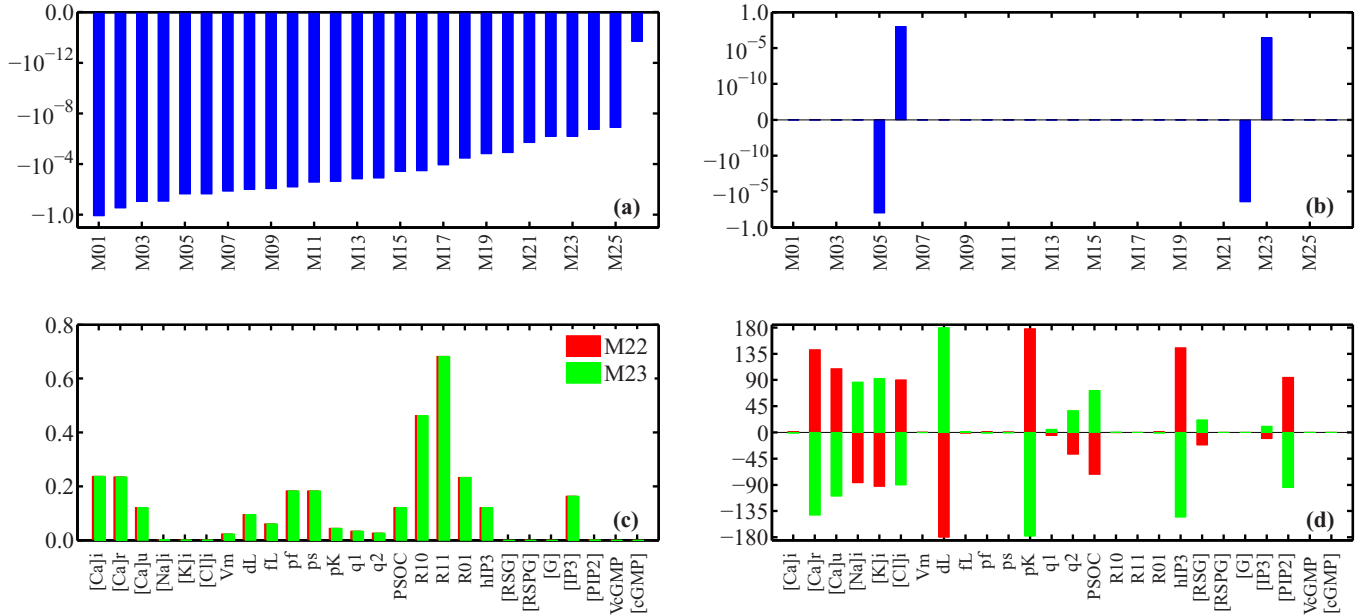 0.0
−10−12
−10−8
−10−4
−1.0
(a)
M01
M03
M05
M07
M09
M11
M13
M15
M17
M19
M21
M23
M25
1.0
10−5
10−10
0
−10−10
−10−5
−1.0
(b)
M01
M03
M05
M07
M09
M11
M13
M15
M17
M19
M21
M23
M25
0.8
0.6
0.4
0.2
0.0
M22
M23
(c)
[Ca]i
[Ca]r
[Ca]u
[Na]i
[K]i
[Cl]i
Vm
dL
fL
pf
ps
pK
q1
q2
PSOC
R10
R11
R01
hIP3
[RSG]
[RSPG]
[G]
[IP3]
[PIP2]
VcGMP
[cGMP]
180
135
90
45
0
−45
−90
−135
−180
(d)
[Ca]i
[Ca]r
[Ca]u
[Na]i
[K]i
[Cl]i
Vm
dL
fL
pf
ps
pK
q1
q2
PSOC
R10
R11
R01
hIP3
[RSG]
[RSPG]
[G]
[IP3]
[PIP2]
VcGMP
[cGMP]